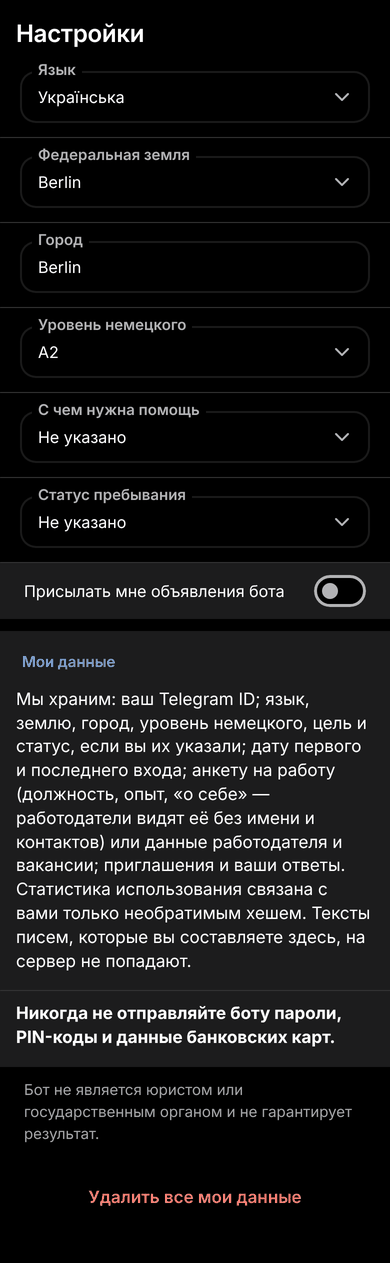 Настройки
Язык
Українська
Федеральная земля
Berlin
Город
Berlin
Уровень немецкого
A2
С чем нужна помощь
Не указано
Статус пребывания
Не указано
Присылать мне объявления бота
Мои данные
Мы храним: ваш Telegram ID; язык,
землю, город, уровень немецкого, цель и
статус, если вы их указали; дату первого
и последнего входа; анкету на работу
(должность, опыт, «о себе» —
работодатели видят её без имени и
контактов) или данные работодателя и
вакансии; приглашения и ваши ответы.
Статистика использования связана с
вами только необратимым хешем. Тексты
писем, которые вы составляете здесь, на
сервер не попадают.
Никогда не отправляйте боту пароли,
PIN-коды и данные банковских карт.
Бот не является юристом или
государственным органом и не гарантирует
результат.
Удалить все мои данные